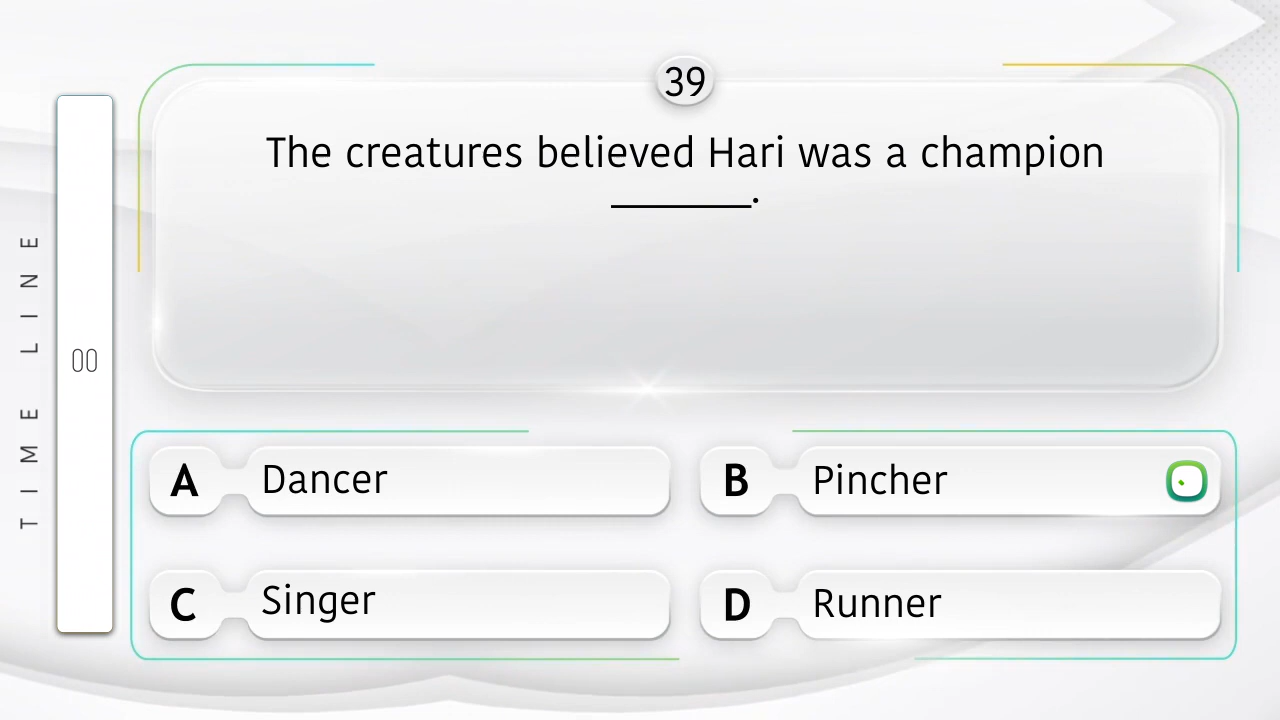 39
The creatures believed Hari was a champion
_______.
TIME LINE
00
A Dancer
B Pincher
C Singer
D Runner